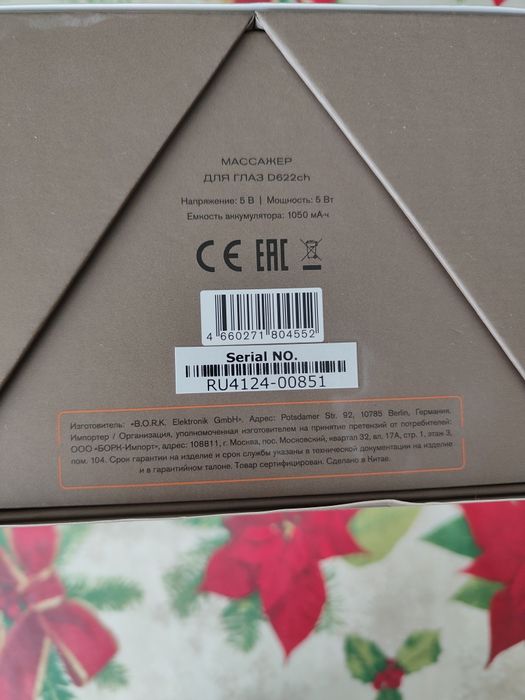 МАССАЖЕР
ДЛЯ ГЛАЗ D622ch
Напряжение: 5 В | Мощность: 5 Вт
Емкость аккумулятора: 1050 мА·ч
CE EAC
4 660271 804552
Serial NO.
RU4124-00851
Изготовитель: «B.O.R.K. Elektronik GmbH». Адрес: Potsdamer Str. 92, 10785 Berlin, Германия.
Импортер / Организация, уполномоченная изготовителем на принятие претензий от потребителей:
ООО «БОРК-Импорт», адрес: 108811, г. Москва, пос. Московский, квартал 32, вл. 17А, стр. 1, этаж 3,
пом. 104. Срок гарантии на изделие и срок службы указаны в технической документации на изделие
и в гарантийном талоне. Товар сертифицирован. Сделано в Китае.